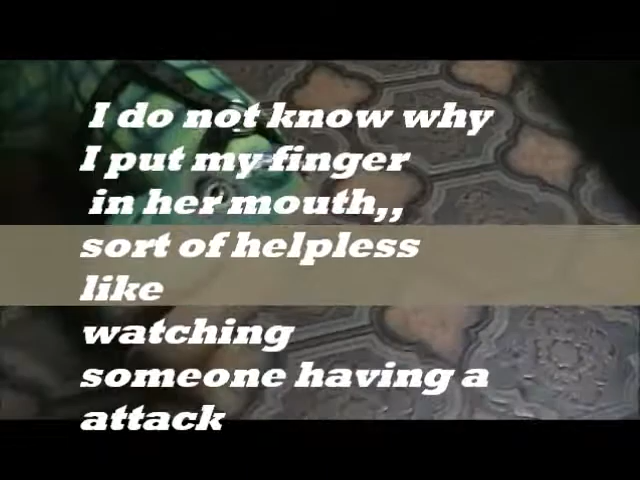 I do not know why
I put my finger
in her mouth,,
sort of helpless
like
watching
someone having a
attack